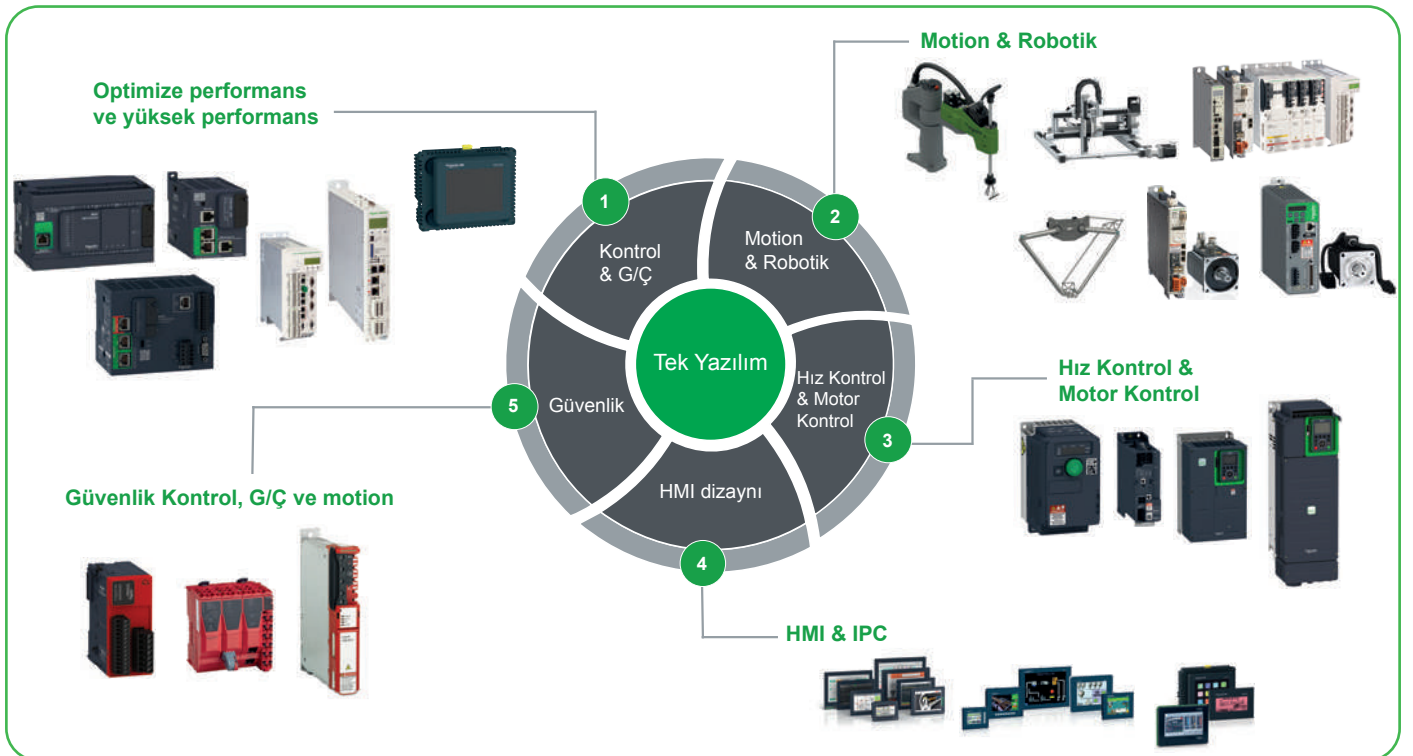 Motion & Robotik
Optimize performans
ve yüksek performans
1
Kontrol
& G/Ç
2
Motion
& Robotik
Tek Yazılım
Hız Kontrol
& Motor
Kontrol
3
Hız Kontrol &
Motor Kontrol
5
Güvenlik
HMI dizaynı
4
Güvenlik Kontrol, G/Ç ve motion
HMI & IPC